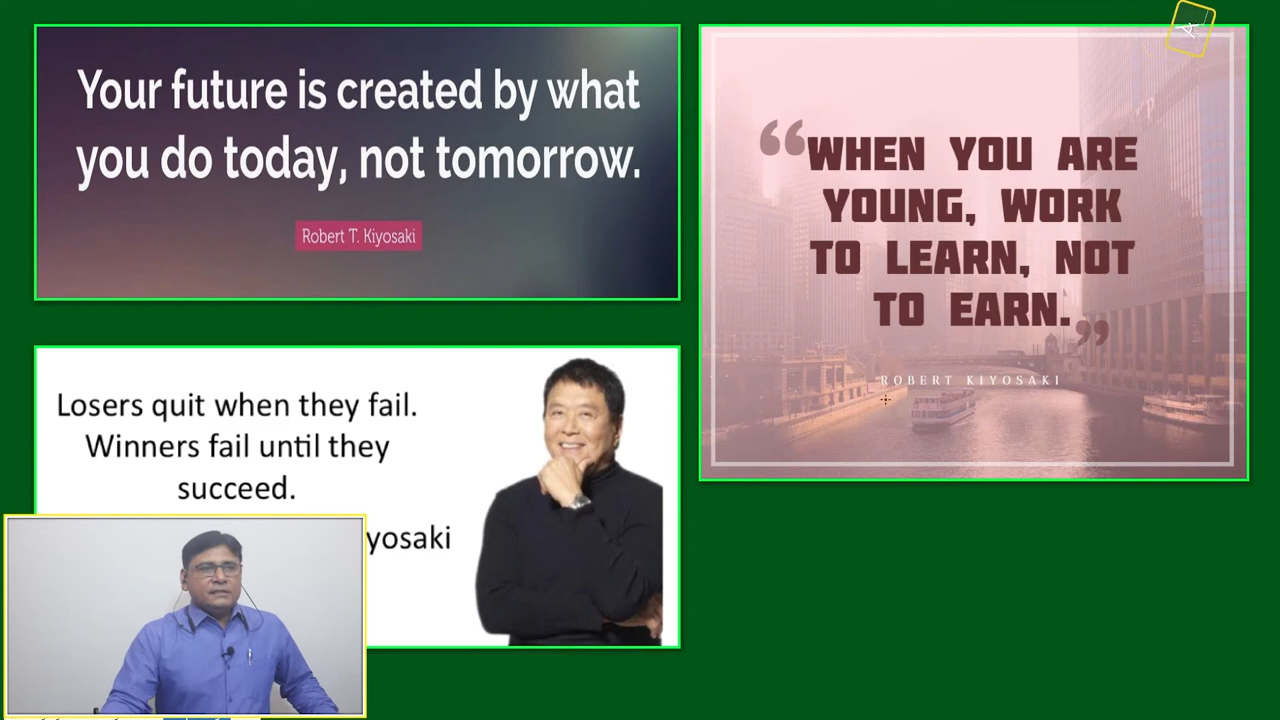 Your future is created by what
you do today, not tomorrow.
Robert T. Kiyosaki
“WHEN YOU ARE
YOUNG, WORK
TO LEARN, NOT
TO EARN.”
ROBERT KIYOSAKI
Losers quit when they fail.
Winners fail until they
succeed.
yosaki